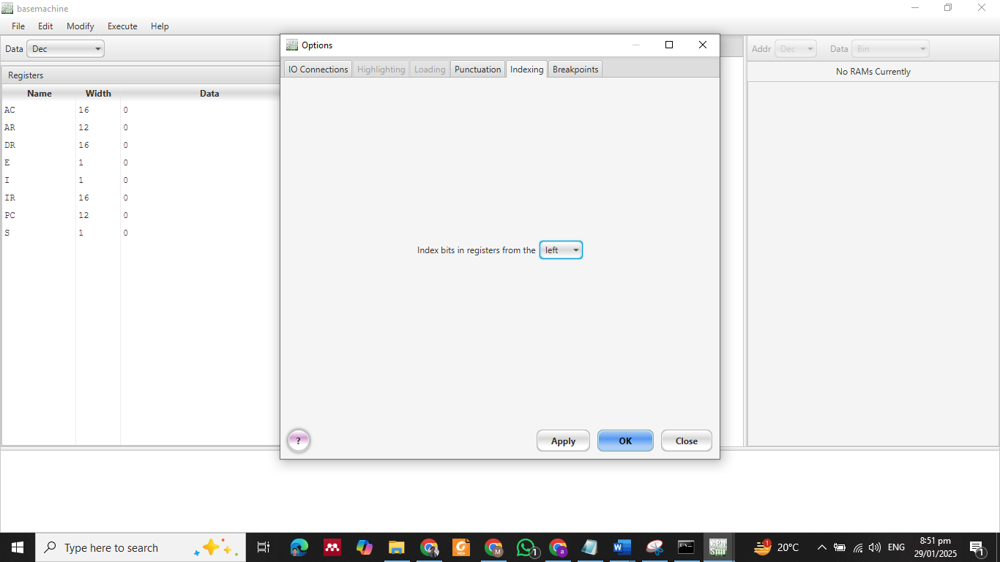 basemachine
File Edit Modify Execute Help
Data Dec
Registers
Name Width Data
AC 16 0
AR 12 0
DR 16 0
E 1 0
I 1 0
IR 16 0
PC 12 0
S 1 0
Options
IO Connections Highlighting Loading Punctuation Indexing Breakpoints
Index bits in registers from the left
? Apply OK Close
Addr Dec Data Bin
No RAMs Currently
Type here to search
1 20°C ENG 8:51 pm
29/01/2025
1
1